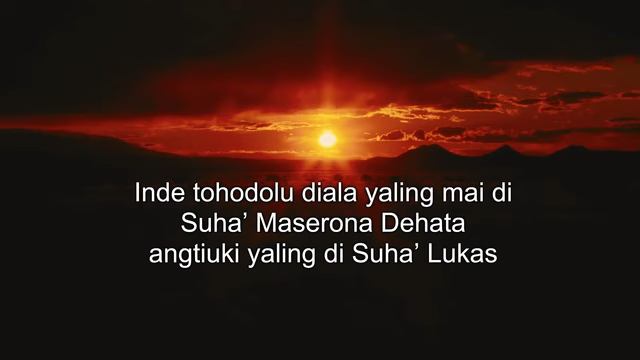 Inde tohodolu diala yaling mai di
Suha’ Maserona Dehata
angtiuki yaling di Suha’ Lukas